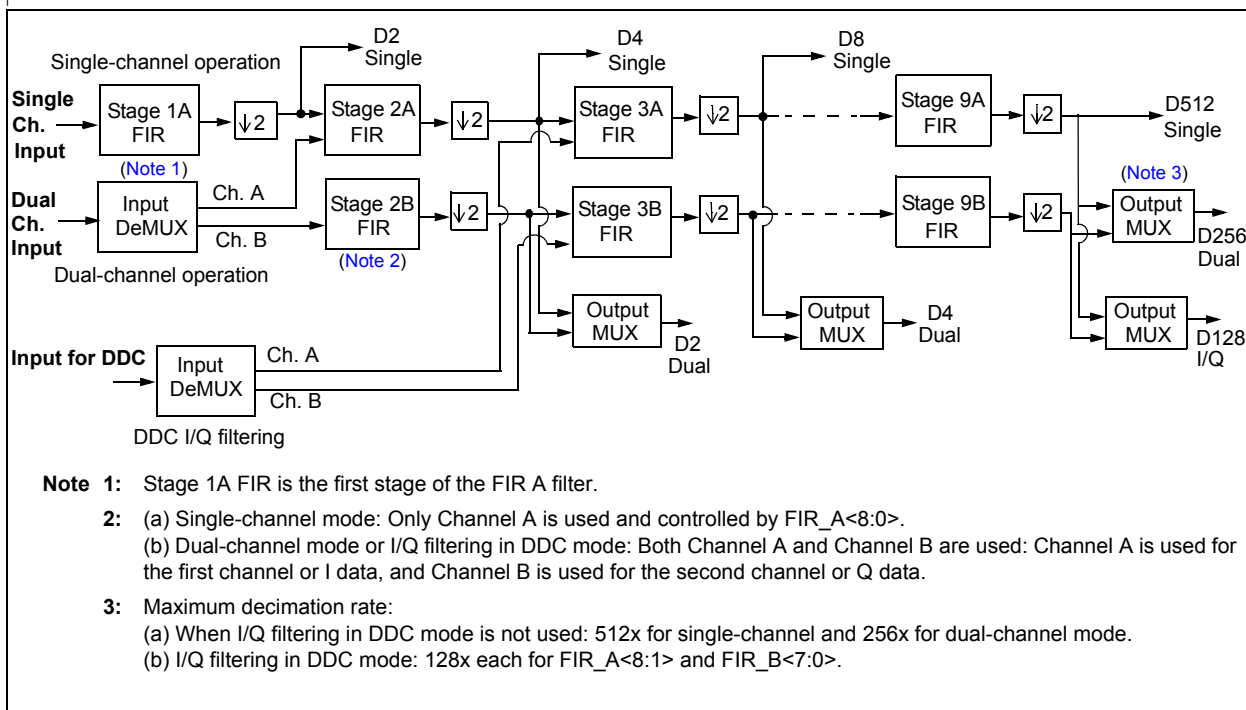 D2
Single
D4
Single
D8
Single
Single-channel operation
Single
Ch.
Input
Stage 1A
FIR
↓2
Stage 2A
FIR
↓2
Stage 3A
FIR
↓2
Stage 9A
FIR
↓2
D512
Single
(Note 1)
(Note 3)
Dual
Ch.
Input
Input
DeMUX
Ch. A
Ch. B
Stage 2B
FIR
↓2
Stage 3B
FIR
↓2
Stage 9B
FIR
↓2
Output
MUX
D256
Dual
(Note 2)
Dual-channel operation
Output
MUX
D2
Dual
Output
MUX
D4
Dual
Output
MUX
D128
I/Q
Input for DDC
Input
DeMUX
Ch. A
Ch. B
DDC I/Q filtering
Note 1: Stage 1A FIR is the first stage of the FIR A filter.
2: (a) Single-channel mode: Only Channel A is used and controlled by FIR_A<8:0>.
(b) Dual-channel mode or I/Q filtering in DDC mode: Both Channel A and Channel B are used: Channel A is used for
the first channel or I data, and Channel B is used for the second channel or Q data.
3: Maximum decimation rate:
(a) When I/Q filtering in DDC mode is not used: 512x for single-channel and 256x for dual-channel mode.
(b) I/Q filtering in DDC mode: 128x each for FIR_A<8:1> and FIR_B<7:0>.